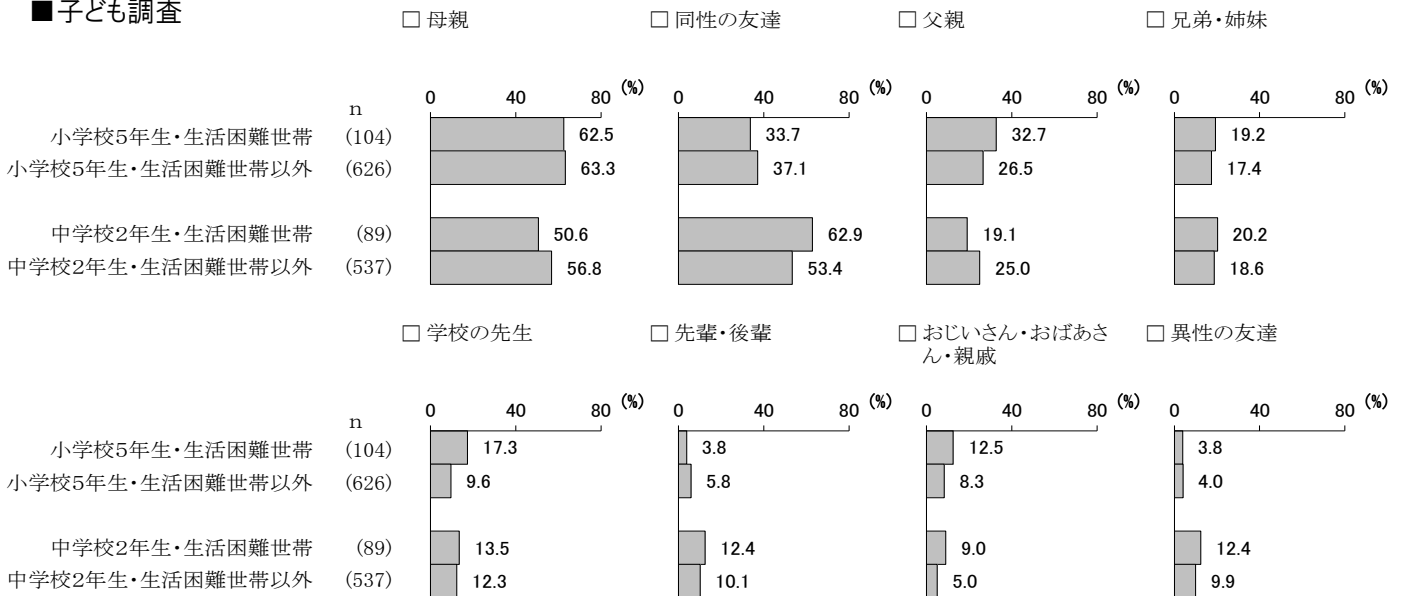 ■子ども調査
□ 母親 □ 同性の友達 □ 父親 □ 兄弟・姉妹
0 40 80 (%) 0 40 80 (%) 0 40 80 (%) 0 40 80 (%)
n
小学校5年生・生活困難世帯 (104) 62.5 33.7 32.7 19.2
小学校5年生・生活困難世帯以外 (626) 63.3 37.1 26.5 17.4
中学校2年生・生活困難世帯 (89) 50.6 62.9 19.1 20.2
中学校2年生・生活困難世帯以外 (537) 56.8 53.4 25.0 18.6
□ 学校の先生 □ 先輩・後輩 □ おじいさん・おばあさ □ 異性の友達
ん・親戚
0 40 80 (%) 0 40 80 (%) 0 40 80 (%) 0 40 80 (%)
n
小学校5年生・生活困難世帯 (104) 17.3 3.8 12.5 3.8
小学校5年生・生活困難世帯以外 (626) 9.6 5.8 8.3 4.0
中学校2年生・生活困難世帯 (89) 13.5 12.4 9.0 12.4
中学校2年生・生活困難世帯以外 (537) 12.3 10.1 5.0 9.9